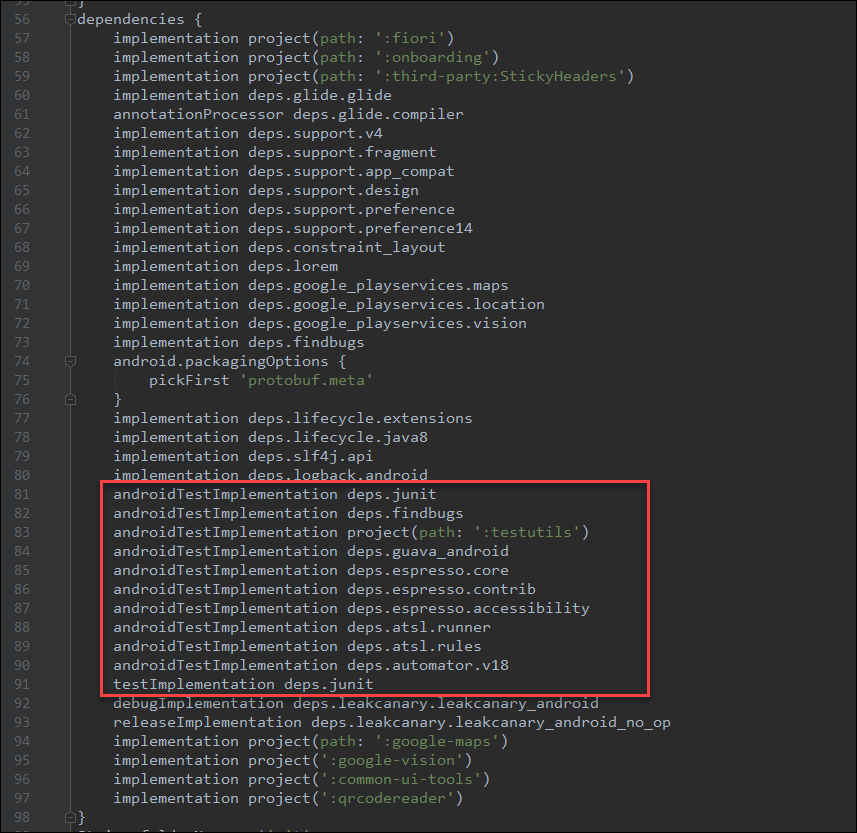 55 }
56 dependencies {
57 implementation project(path: ':fiori')
58 implementation project(path: ':onboarding')
59 implementation project(path: ':third-party:StickyHeaders')
60 implementation deps.glide.glide
61 annotationProcessor deps.glide.compiler
62 implementation deps.support.v4
63 implementation deps.support.fragment
64 implementation deps.support.app_compat
65 implementation deps.support.design
66 implementation deps.support.preference
67 implementation deps.support.preference14
68 implementation deps.constraint_layout
69 implementation deps.lorem
70 implementation deps.google_playservices.maps
71 implementation deps.google_playservices.location
72 implementation deps.google_playservices.vision
73 implementation deps.findbugs
74 android.packagingOptions {
75 pickFirst 'protobuf.meta'
76 }
77 implementation deps.lifecycle.extensions
78 implementation deps.lifecycle.java8
79 implementation deps.slf4j.api
80 implementation deps.logback.android
81 androidTestImplementation deps.junit
82 androidTestImplementation deps.findbugs
83 androidTestImplementation project(path: ':testutils')
84 androidTestImplementation deps.guava_android
85 androidTestImplementation deps.espresso.core
86 androidTestImplementation deps.espresso.contrib
87 androidTestImplementation deps.espresso.accessibility
88 androidTestImplementation deps.atsl.runner
89 androidTestImplementation deps.atsl.rules
90 androidTestImplementation deps.automator.v18
91 testImplementation deps.junit
92 debugImplementation deps.leakcanary.leakcanary_android
93 releaseImplementation deps.leakcanary.leakcanary_android_no_op
94 implementation project(path: ':google-maps')
95 implementation project(':google-vision')
96 implementation project(':common-ui-tools')
97 implementation project(':qrcodereader')
98 }